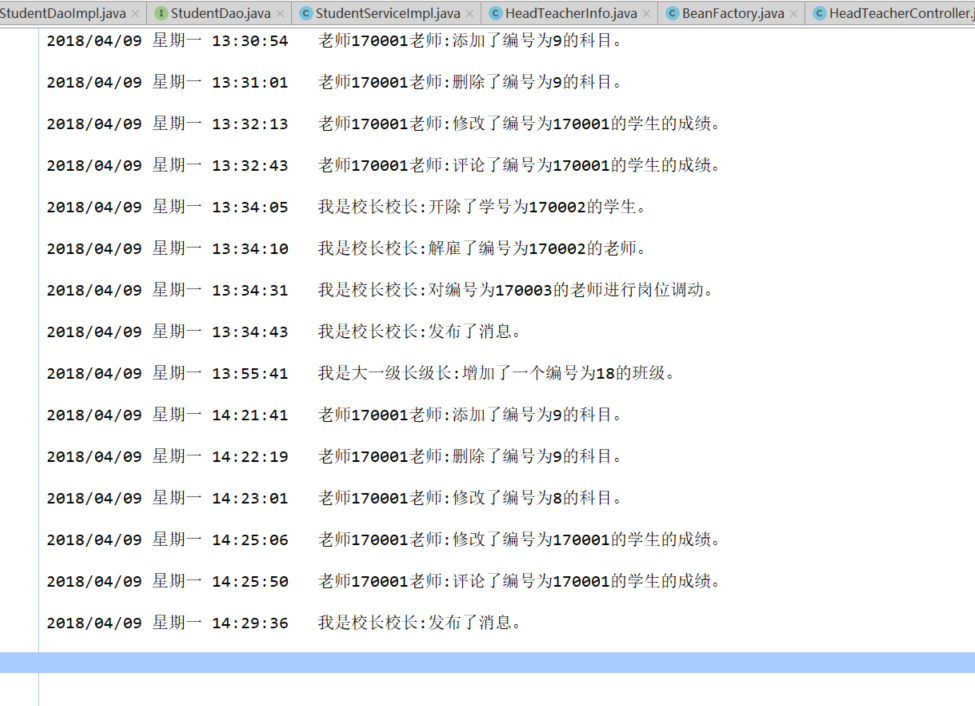 StudentDaoImpl.java StudentDao.java StudentServiceImpl.java HeadTeacherInfo.java BeanFactory.java HeadTeacherController.
2018/04/09 星期一 13:30:54 老师170001老师:添加了编号为9的科目。
2018/04/09 星期一 13:31:01 老师170001老师:删除了编号为9的科目。
2018/04/09 星期一 13:32:13 老师170001老师:修改了编号为170001的学生的成绩。
2018/04/09 星期一 13:32:43 老师170001老师:评论了编号为170001的学生的成绩。
2018/04/09 星期一 13:34:05 我是校长校长:开除了学号为170002的学生。
2018/04/09 星期一 13:34:10 我是校长校长:解雇了编号为170002的老师。
2018/04/09 星期一 13:34:31 我是校长校长:对编号为170003的老师进行岗位调动。
2018/04/09 星期一 13:34:43 我是校长校长:发布了消息。
2018/04/09 星期一 13:55:41 我是大一级长级长:增加了一个编号为18的班级。
2018/04/09 星期一 14:21:41 老师170001老师:添加了编号为9的科目。
2018/04/09 星期一 14:22:19 老师170001老师:删除了编号为9的科目。
2018/04/09 星期一 14:23:01 老师170001老师:修改了编号为8的科目。
2018/04/09 星期一 14:25:06 老师170001老师:修改了编号为170001的学生的成绩。
2018/04/09 星期一 14:25:50 老师170001老师:评论了编号为170001的学生的成绩。
2018/04/09 星期一 14:29:36 我是校长校长:发布了消息。